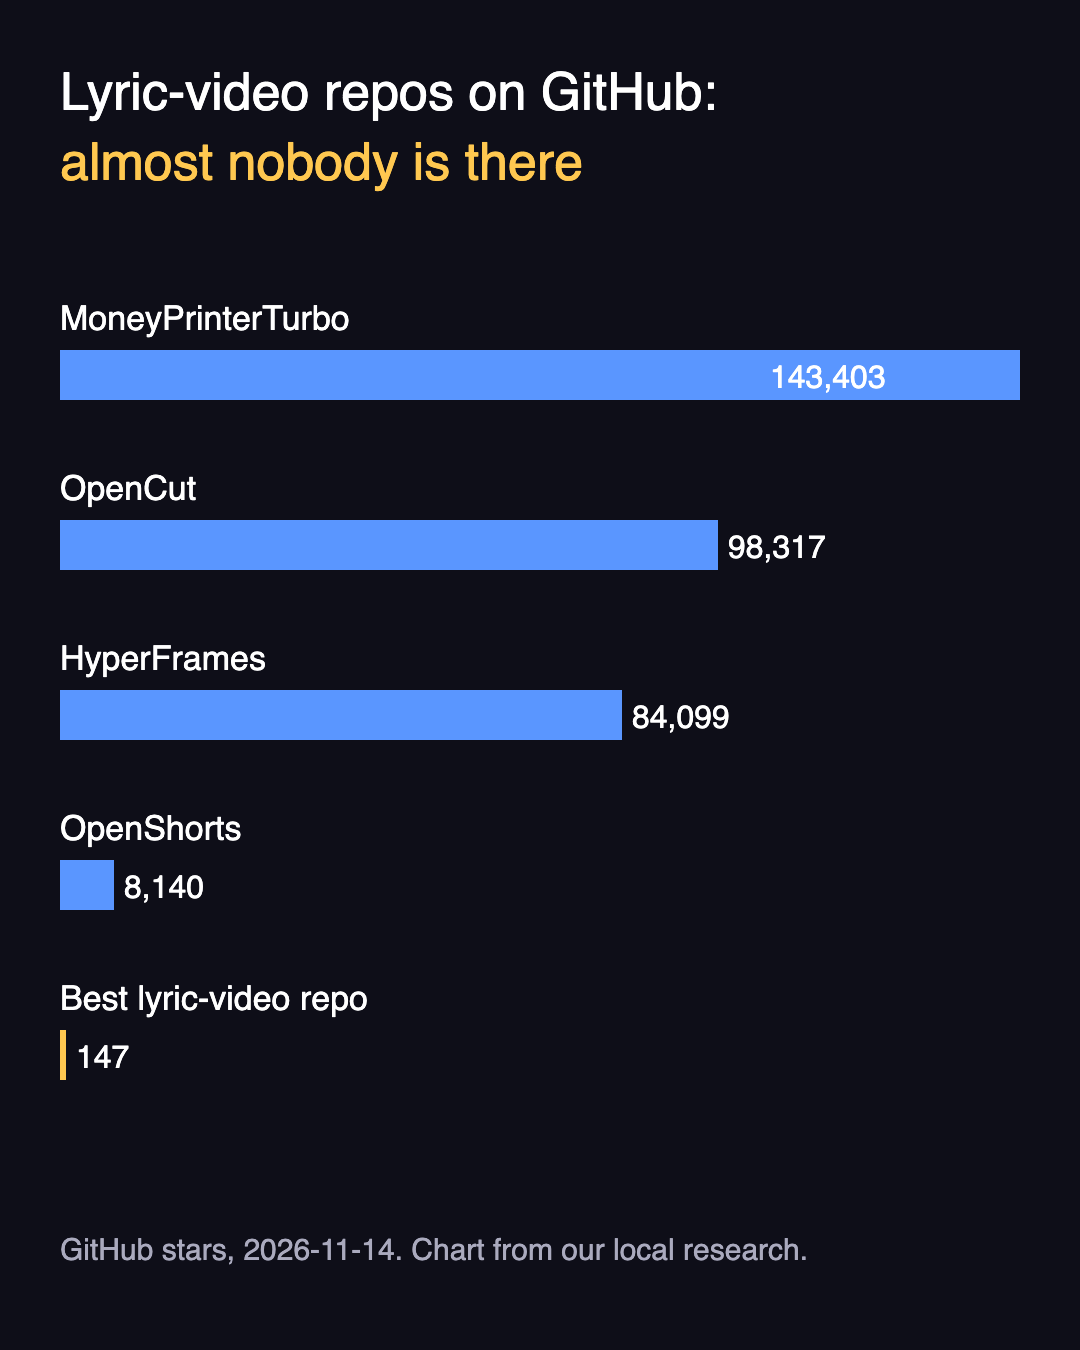 Lyric-video repos on GitHub:
almost nobody is there
MoneyPrinterTurbo
143,403
OpenCut
98,317
HyperFrames
84,099
OpenShorts
8,140
Best lyric-video repo
147
GitHub stars, 2026-11-14. Chart from our local research.